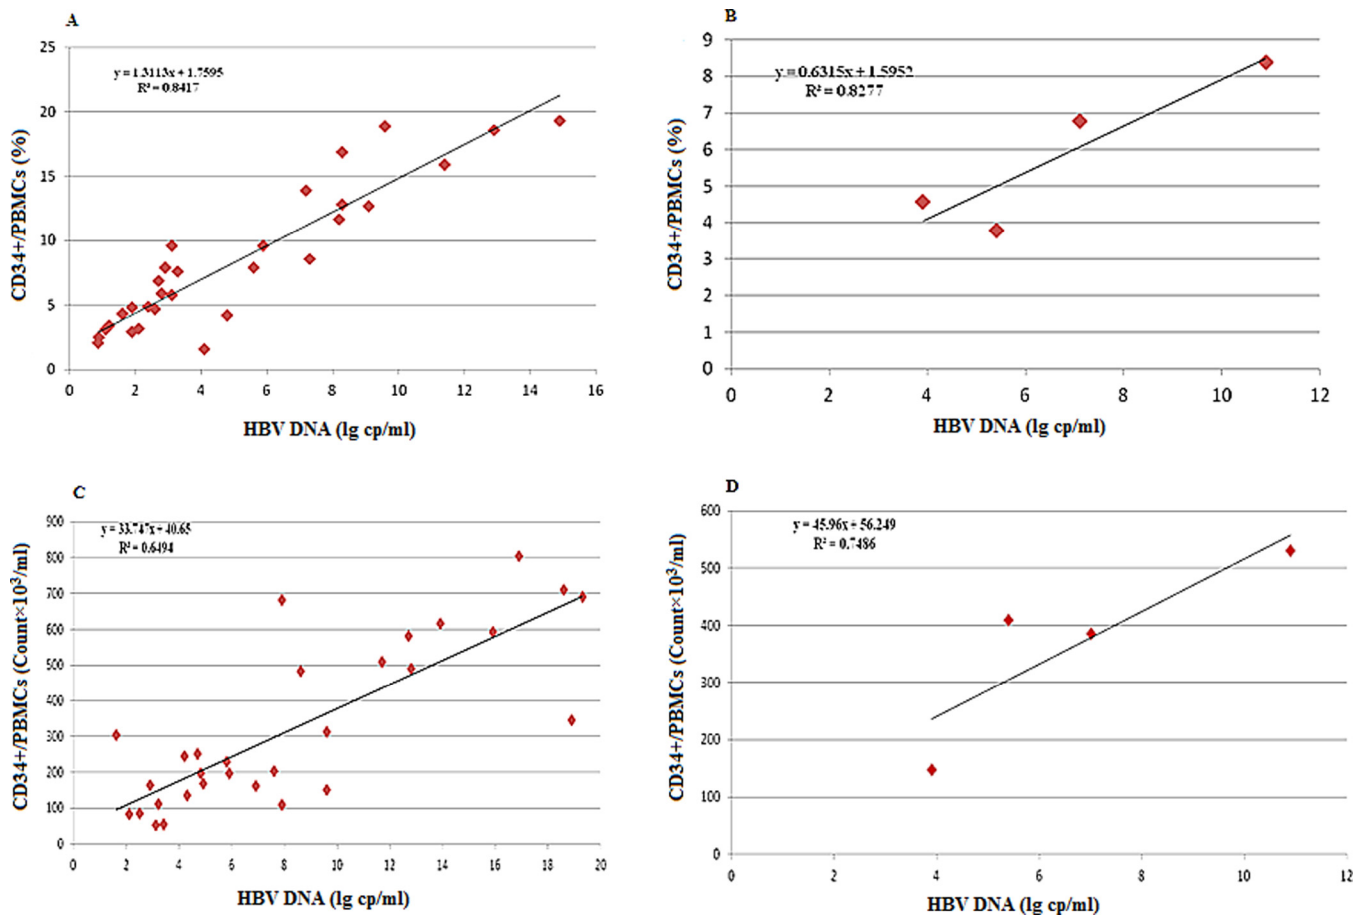 A
y = 1.3113x + 1.7595
R² = 0.8417
25
20
15
10
5
0
0 2 4 6 8 10 12 14 16
CD34+/PBMCs (%)
HBV DNA (lg cp/ml)
B
y = 0.6315x + 1.5952
R² = 0.8277
9
8
7
6
5
4
3
2
1
0
0 2 4 6 8 10 12
CD34+/PBMCs (%)
HBV DNA (lg cp/ml)
C
y = 33.747x + 40.65
R² = 0.6494
900
800
700
600
500
400
300
200
100
0
0 2 4 6 8 10 12 14 16 18 20
CD34+/PBMCs (Count×10³/ml)
HBV DNA (lg cp/ml)
D
y = 45.96x + 56.249
R² = 0.7486
600
500
400
300
200
100
0
0 2 4 6 8 10 12
CD34+/PBMCs (Count×10³/ml)
HBV DNA (lg cp/ml)